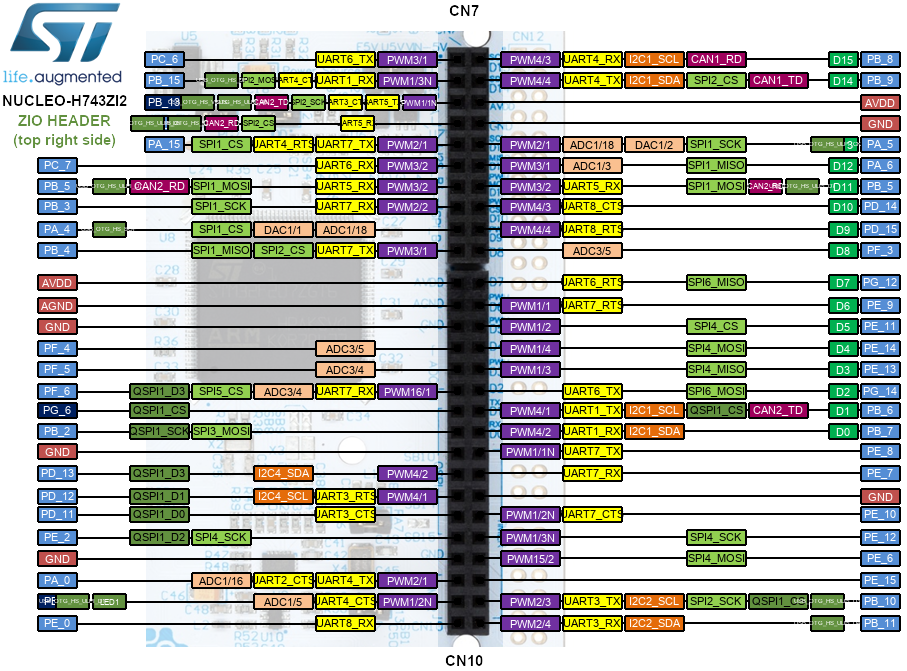 CN7
ST
life.augmented
NUCLEO-H743ZI2
ZIO HEADER
(top right side)
PC_6 UART6_TX PWM3/1 PWM4/3 UART4_RX I2C1_SCL CAN1_RD D15 PB_8
PB_15 SPI2_MOSI UART4_CTS UART1_RX PWM1/3N PWM4/4 UART4_TX I2C1_SDA SPI2_CS CAN1_TD D14 PB_9
CAN2_TD SPI2_SCK UART5_TX PWM1/1N AVDD
CAN2_RD SPI2_CS GND
PA_15 SPI1_CS UART4_RTS UART7_TX PWM2/1 PWM2/1 ADC1/18 DAC1/2 SPI1_SCK PA_5
PC_7 UART6_RX PWM3/2 PWM3/1 ADC1/3 SPI1_MISO D12 PA_6
PB_5 CAN2_RD SPI1_MOSI UART5_RX PWM3/2 PWM3/2 UART5_RX SPI1_MOSI CAN2_RD D11 PB_5
PB_3 SPI1_SCK UART7_RX PWM2/2 PWM4/3 UART8_CTS D10 PD_14
PA_4 SPI1_CS DAC1/1 ADC1/18 PWM4/4 UART8_RTS D9 PD_15
PB_4 SPI1_MISO SPI2_CS UART7_TX PWM3/1 ADC3/5 D8 PF_3
AVDD UART6_RTS SPI6_MISO D7 PG_12
AGND PWM1/1 UART7_RTS D6 PE_9
GND PWM1/2 SPI4_CS D5 PE_11
PF_4 ADC3/5 PWM1/4 SPI4_MOSI D4 PE_14
PF_5 ADC3/4 PWM1/3 SPI4_MISO D3 PE_13
PF_6 QSPI1_D3 SPI5_CS ADC3/4 UART7_RX PWM16/1 UART6_TX SPI6_MOSI D2 PG_14
PG_6 QSPI1_CS PWM4/1 UART1_TX I2C1_SCL QSPI1_CS CAN2_TD D1 PB_6
PB_2 QSPI1_SCK SPI3_MOSI PWM4/2 UART1_RX I2C1_SDA D0 PB_7
GND PWM1/1N UART7_TX PE_8
PD_13 QSPI1_D3 I2C4_SDA PWM4/2 UART7_RX PE_7
PD_12 QSPI1_D1 I2C4_SCL UART3_RTS PWM4/1 GND
PD_11 QSPI1_D0 UART3_CTS PWM1/2N UART7_CTS PE_10
PE_2 QSPI1_D2 SPI4_SCK PWM1/3N SPI4_SCK PE_12
GND PWM15/2 SPI4_MOSI PE_6
PA_0 ADC1/16 UART2_CTS UART4_TX PWM2/1 PE_15
LED1 ADC1/5 UART4_CTS PWM1/2N PWM2/3 UART3_TX I2C2_SCL SPI2_SCK QSPI1_CS PB_10
PE_0 UART8_RX PWM2/4 UART3_RX I2C2_SDA PB_11
CN10